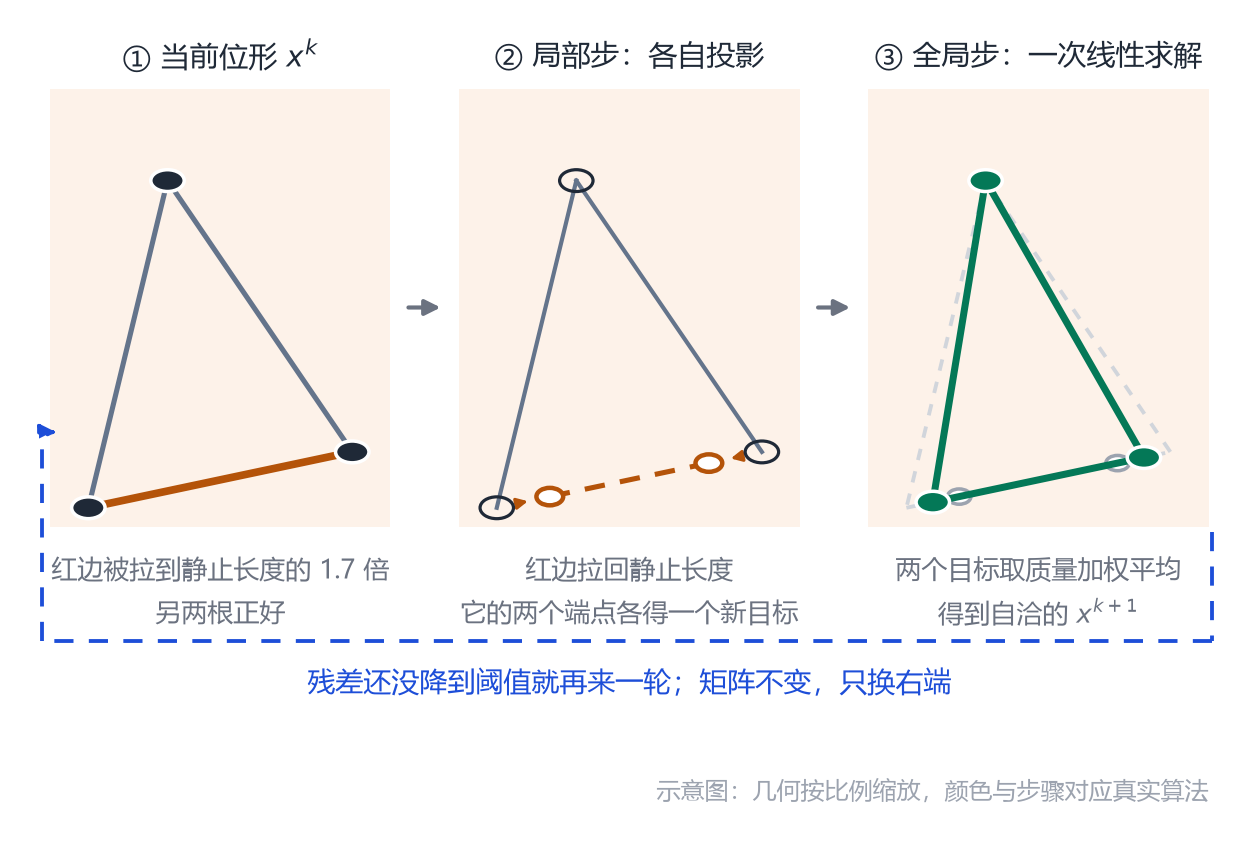 ① 当前位形 x^k
② 局部步：各自投影
③ 全局步：一次线性求解
红边被拉到静止长度的 1.7 倍
另两根正好
红边拉回静止长度
它的两个端点各得一个新目标
两个目标取质量加权平均
得到自洽的 x^{k+1}
残差还没降到阈值就再来一轮；矩阵不变，只换右端
示意图：几何按比例缩放，颜色与步骤对应真实算法